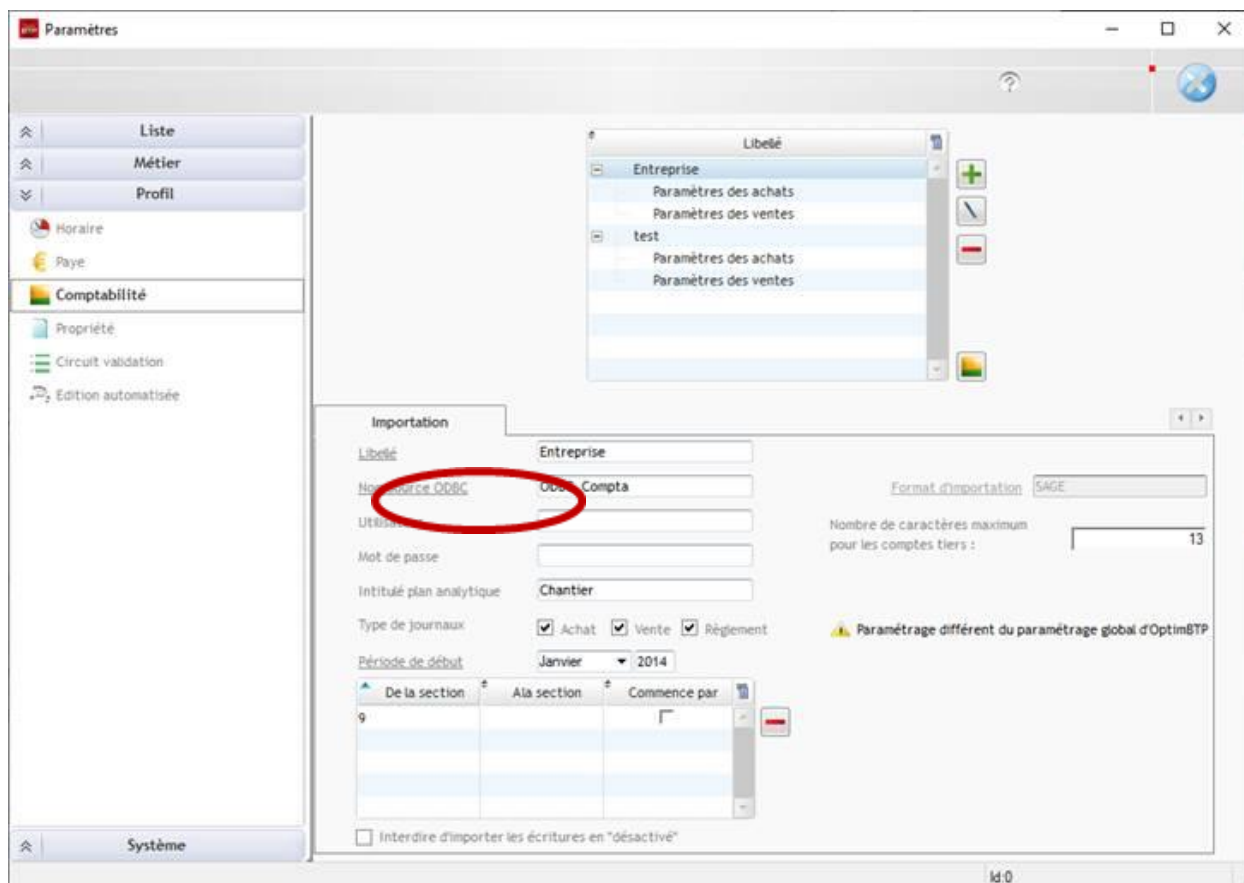 Paramètres
Liste
Métier
Profil
Horaire
Paye
Comptabilité
Propriété
Circuit validation
Edition automatisée
Système
Libellé
Entreprise
Paramètres des achats
Paramètres des ventes
test
Paramètres des achats
Paramètres des ventes
Importation
Libellé Entreprise
source ODBC Compta
Format d'importation SAGE
Nombre de caractères maximum
pour les comptes tiers : 13
Mot de passe
Intitulé plan analytique Chantier
Type de journaux Achat Vente Règlement
Paramétrage différent du paramétrage global d'OptimBTP
Période de début Janvier 2014
De la section Ala section Commence par
9
Interdire d'importer les écritures en "désactivé"
Id:0